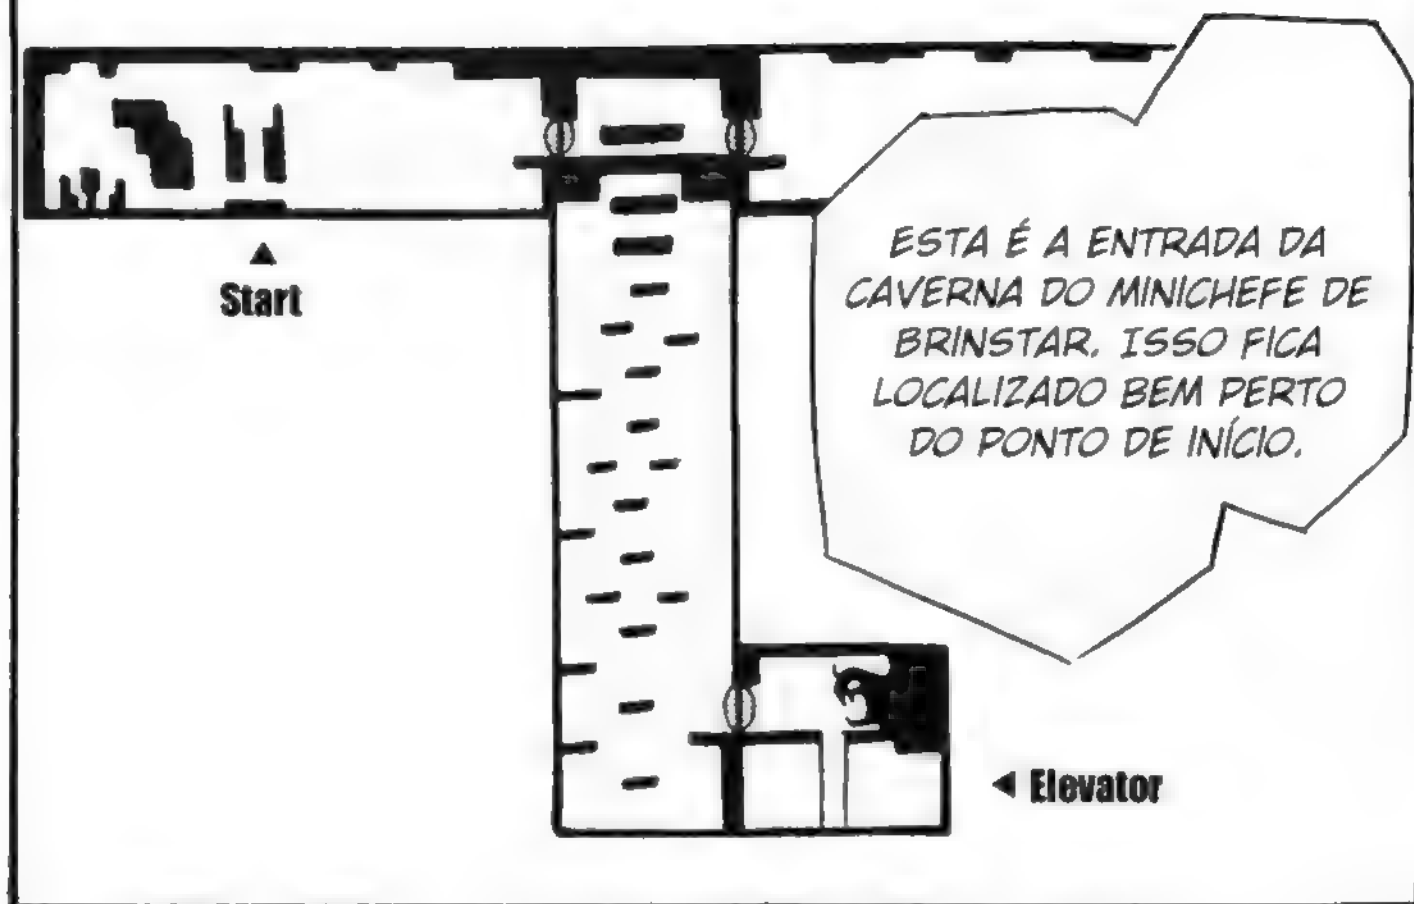 ESTA É A ENTRADA DA
CAVERNA DO MINICHEFE DE
BRINSTAR. ISSO FICA
LOCALIZADO BEM PERTO
DO PONTO DE INÍCIO.
Start
Elevator